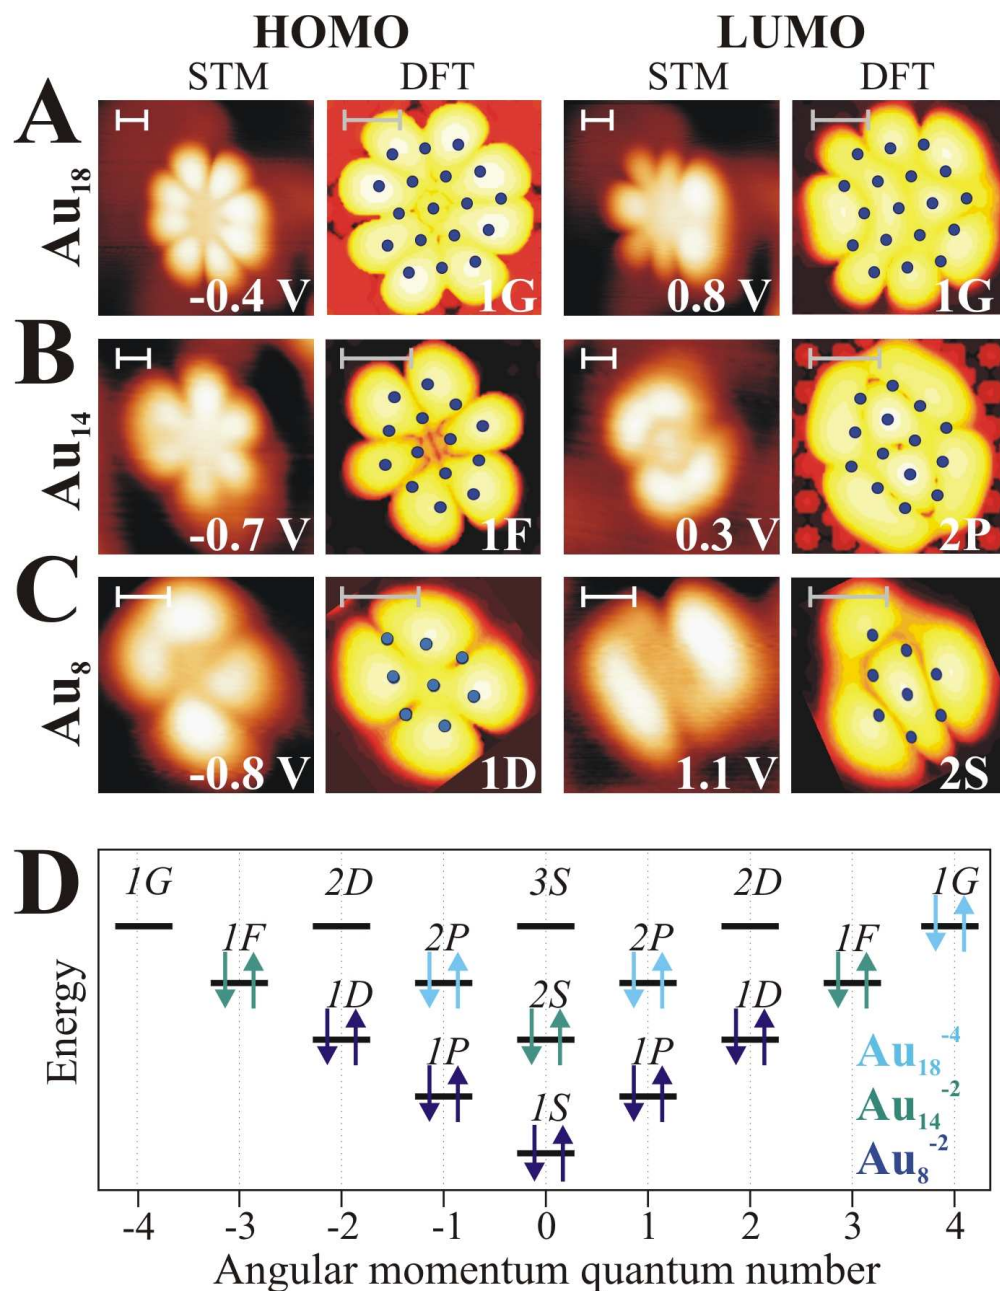 HOMO LUMO
STM DFT STM DFT
A
Au18
-0.4 V
1G
0.8 V
1G
B
Au14
-0.7 V
1F
0.3 V
2P
C
Au8
-0.8 V
1D
1.1 V
2S
D
1G 2D 3S 2D 1G
1F 2P 2P 1F
1D 2S 1D
1P 1P
1S
Au18-4
Au14-2
Au8-2
Energy
-4 -3 -2 -1 0 1 2 3 4
Angular momentum quantum number